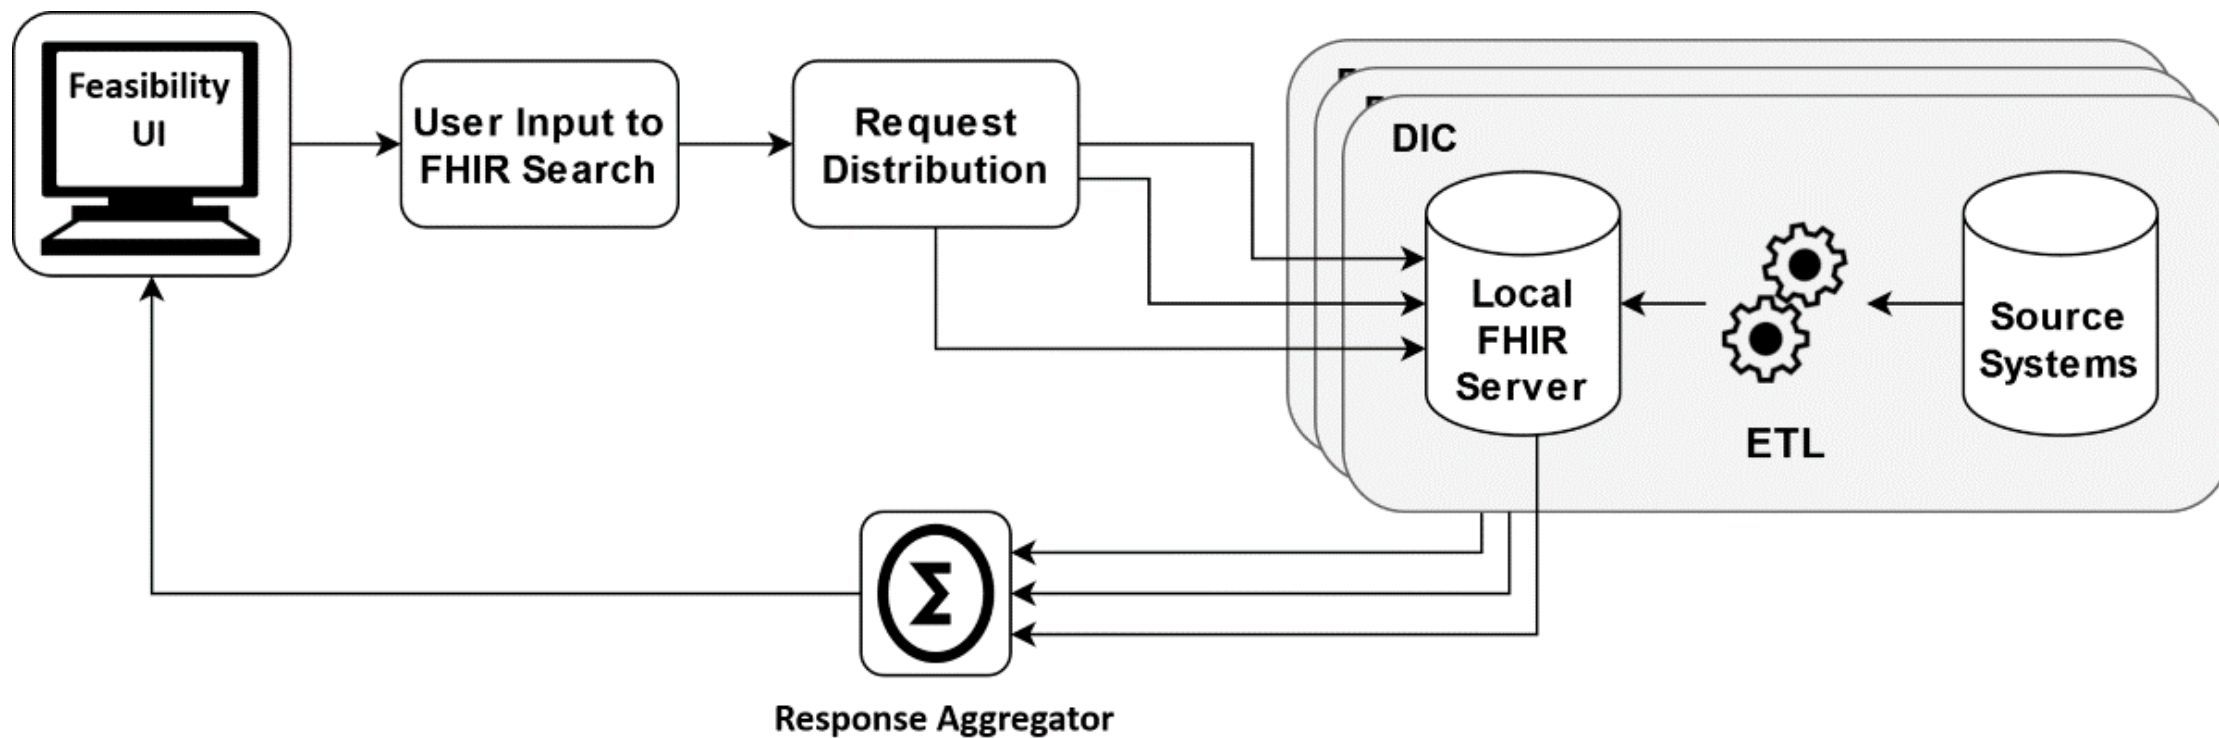 Feasibility
UI
User Input to
FHIR Search
Request
Distribution
DIC
Local
FHIR
Server
ETL
Source
Systems
Σ
Response Aggregator